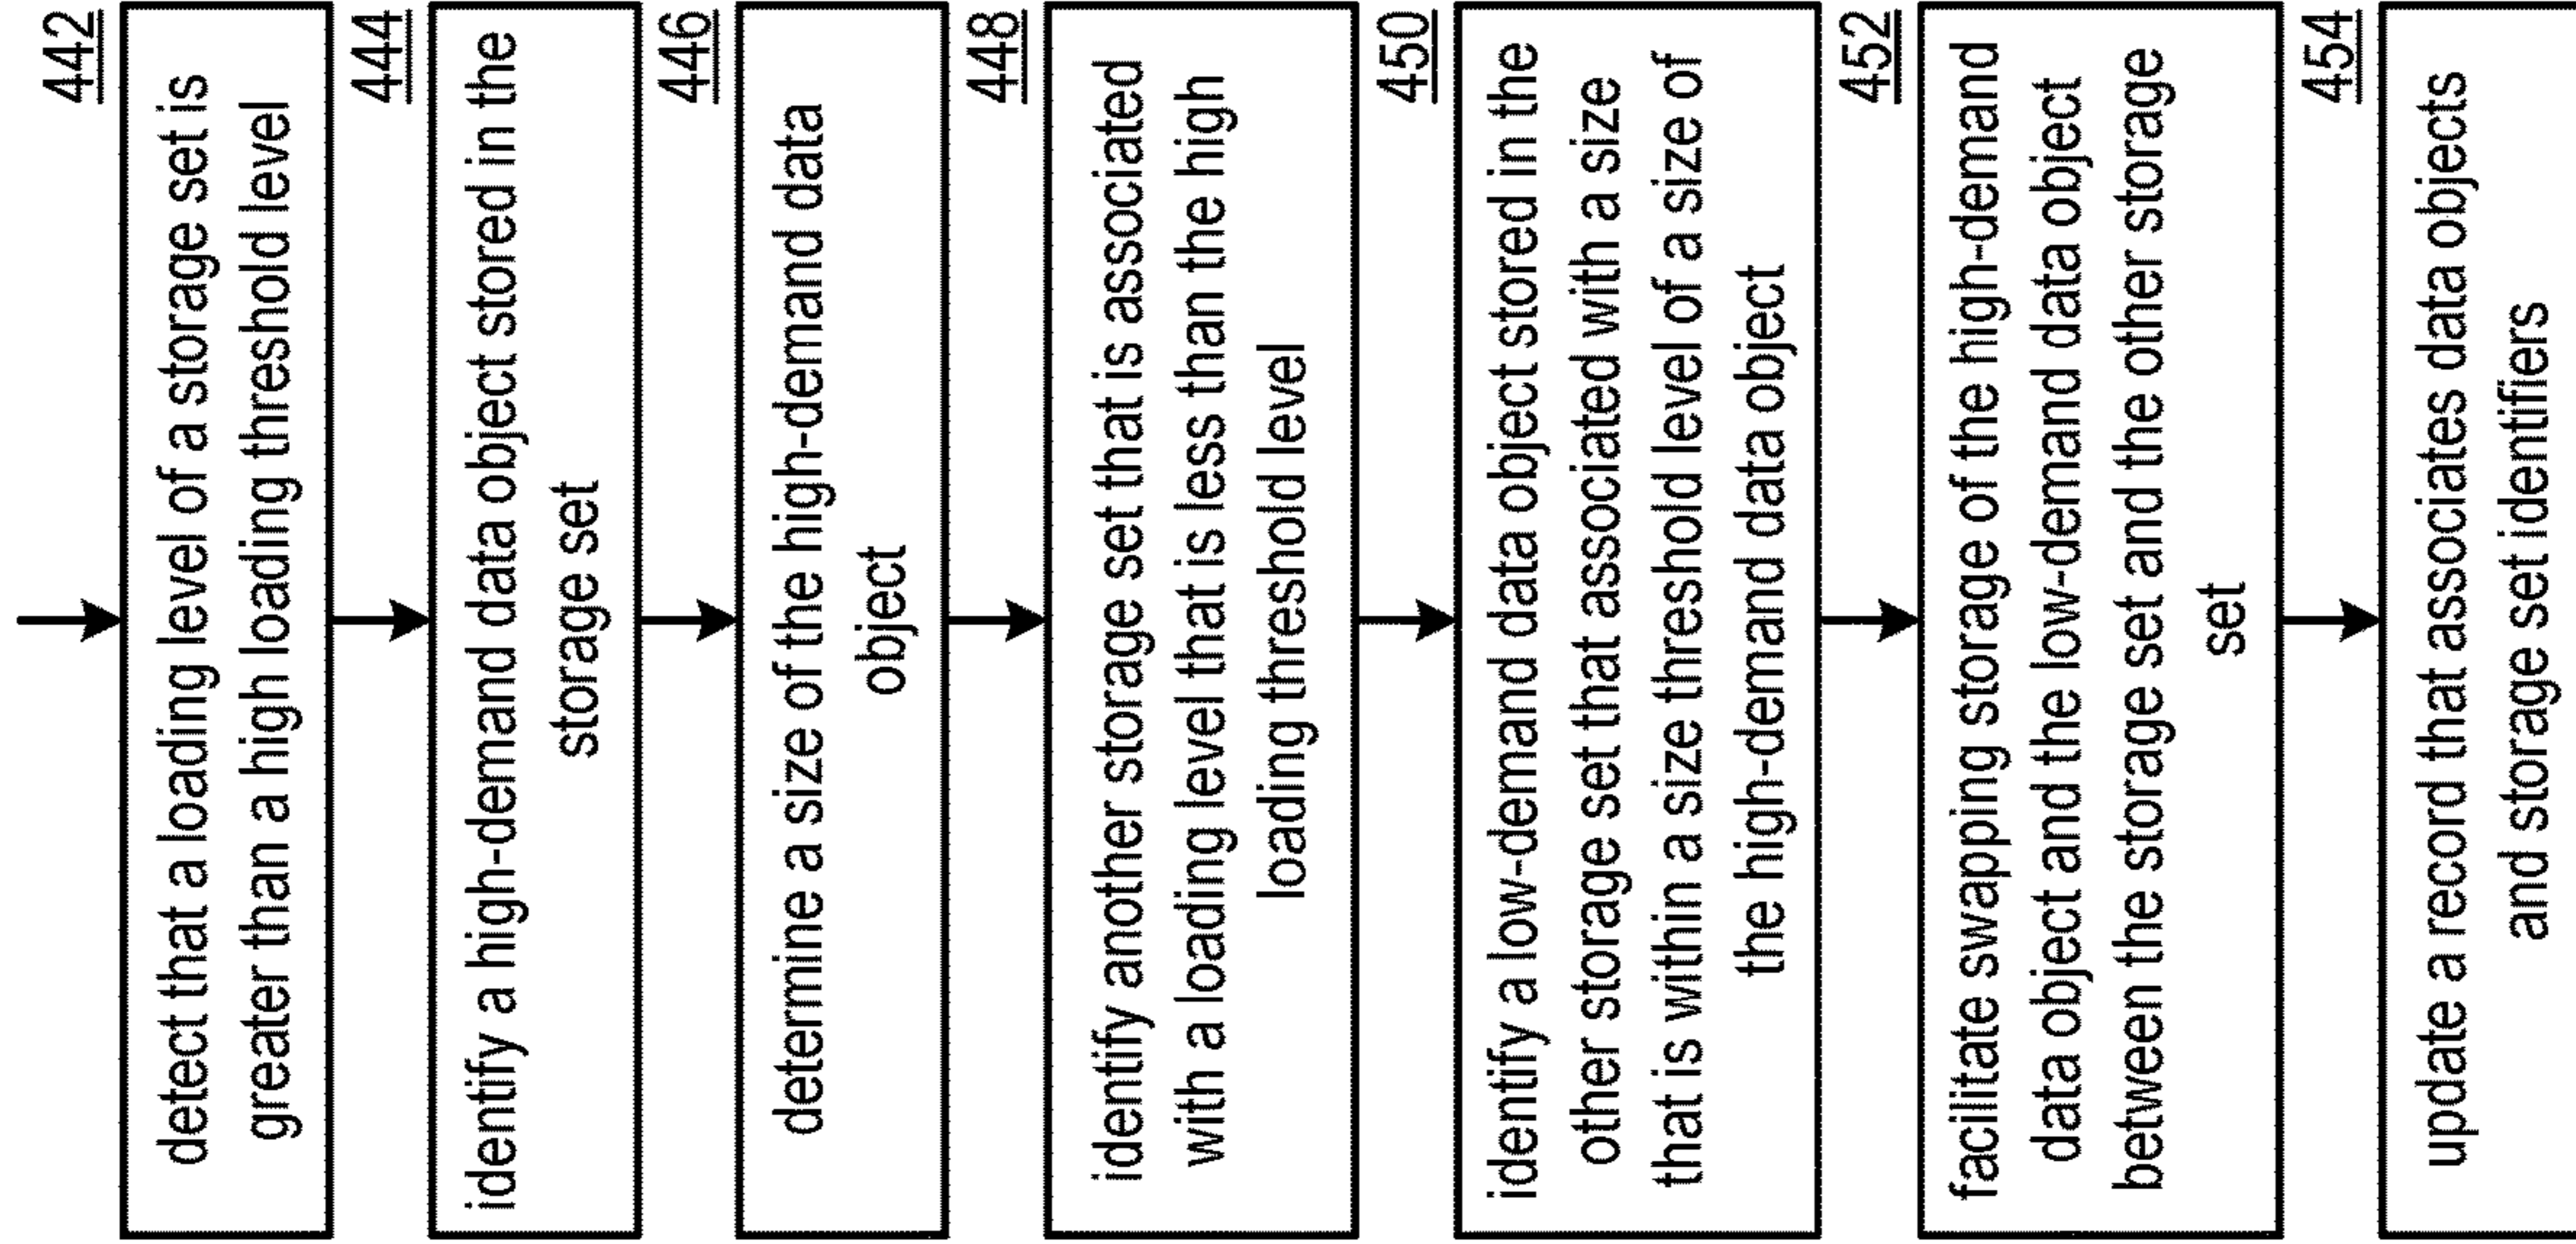 442
detect that a loading level of a storage set is
greater than a high loading threshold level
444
identify a high-demand data object stored in the
storage set
446
determine a size of the high-demand data
object
448
identify another storage set that is associated
with a loading level that is less than the high
loading threshold level
450
identify a low-demand data object stored in the
other storage set that associated with a size
that is within a size threshold level of a size of
the high-demand data object
452
facilitate swapping storage of the high-demand
data object and the low-demand data object
between the storage set and the other storage
set
454
update a record that associates data objects
and storage set identifiers